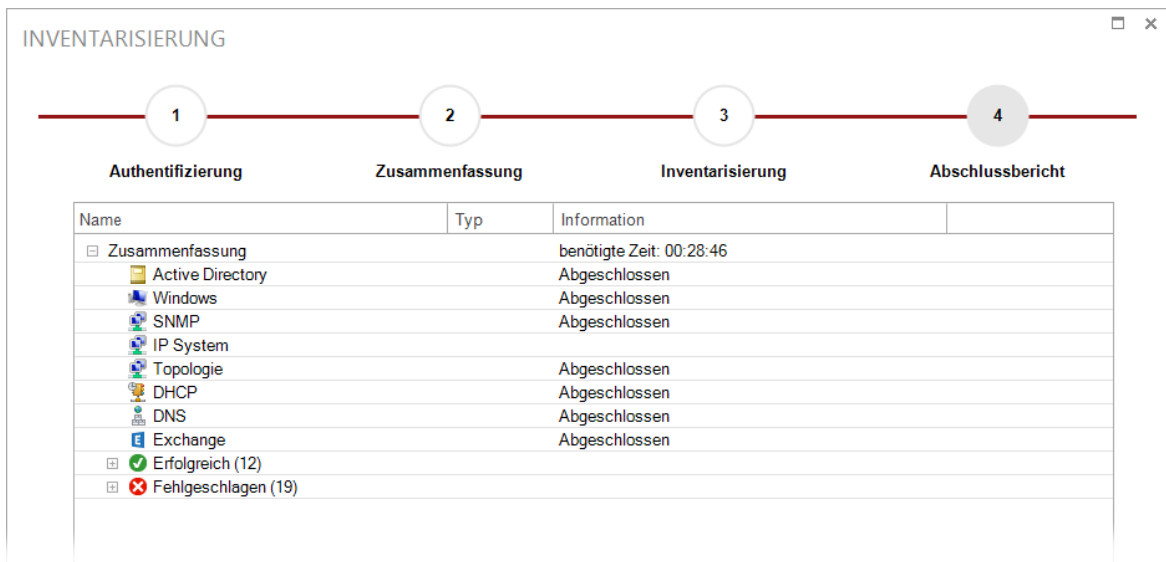 INVENTARISIERUNG
1 2 3 4
Authentifizierung Zusammenfassung Inventarisierung Abschlussbericht
Name Typ Information
Zusammenfassung benötigte Zeit: 00:28:46
Active Directory Abgeschlossen
Windows Abgeschlossen
SNMP Abgeschlossen
IP System
Topologie Abgeschlossen
DHCP Abgeschlossen
DNS Abgeschlossen
Exchange Abgeschlossen
Erfolgreich (12)
Fehlgeschlagen (19)